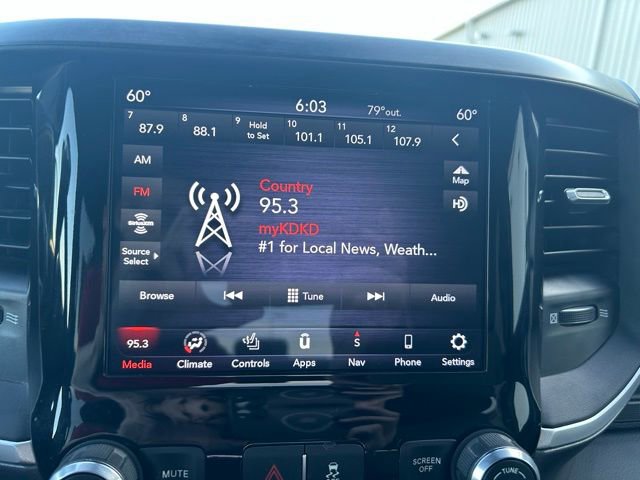 60° 6:03 79°out. 60°
7 87.9 8 88.1 9 Hold to Set 10 101.1 11 105.1 12 107.9
AM
Map
FM
Country
95.3
HD
SiriusXM
myKDKD
#1 for Local News, Weath...
Source
Select
Browse Tune Audio
95.3 S
Media Climate Controls Apps Nav Phone Settings
MUTE
SCREEN
OFF
TUNE